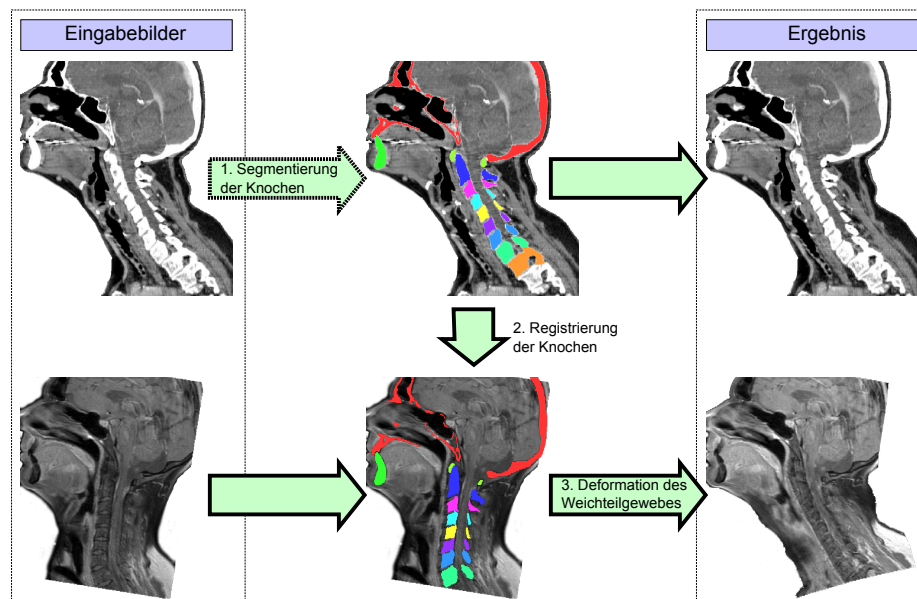 Eingabebilder
Ergebnis
1. Segmentierung
der Knochen
2. Registrierung
der Knochen
3. Deformation des
Weichteilgewebes